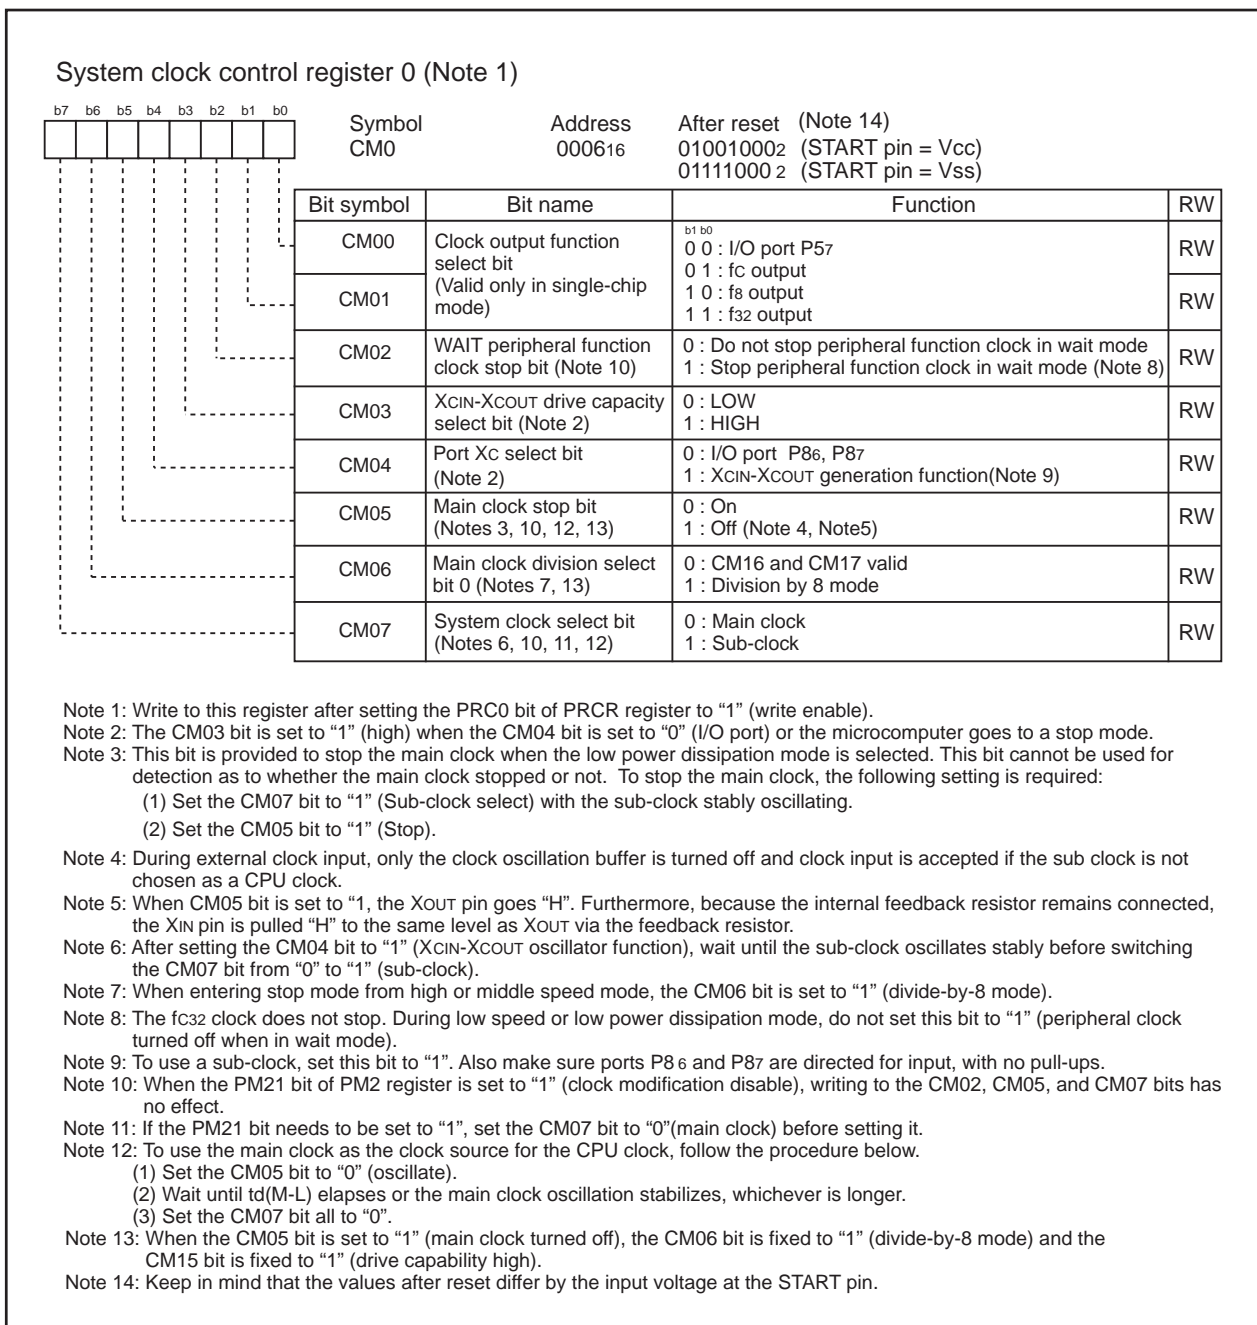 System clock control register 0 (Note 1)
b7 b6 b5 b4 b3 b2 b1 b0
Symbol Address After reset (Note 14)
CM0 000616 010010002 (START pin = Vcc)
01111000 2 (START pin = Vss)
Bit symbol Bit name Function RW
CM00 Clock output function select bit (Valid only in single-chip mode) RW
b1 b0
0 0 : I/O port P57
0 1 : fC output
1 0 : f8 output
1 1 : f32 output
CM01 RW
CM02 WAIT peripheral function clock stop bit (Note 10) RW
0 : Do not stop peripheral function clock in wait mode
1 : Stop peripheral function clock in wait mode (Note 8)
CM03 XCIN-XCOUT drive capacity select bit (Note 2) RW
0 : LOW
1 : HIGH
CM04 Port XC select bit (Note 2) RW
0 : I/O port P86, P87
1 : XCIN-XCOUT generation function(Note 9)
CM05 Main clock stop bit (Notes 3, 10, 12, 13) RW
0 : On
1 : Off (Note 4, Note5)
CM06 Main clock division select bit 0 (Notes 7, 13) RW
0 : CM16 and CM17 valid
1 : Division by 8 mode
CM07 System clock select bit (Notes 6, 10, 11, 12) RW
0 : Main clock
1 : Sub-clock
Note 1: Write to this register after setting the PRC0 bit of PRCR register to “1” (write enable).
Note 2: The CM03 bit is set to “1” (high) when the CM04 bit is set to “0” (I/O port) or the microcomputer goes to a stop mode.
Note 3: This bit is provided to stop the main clock when the low power dissipation mode is selected. This bit cannot be used for
detection as to whether the main clock stopped or not. To stop the main clock, the following setting is required:
(1) Set the CM07 bit to “1” (Sub-clock select) with the sub-clock stably oscillating.
(2) Set the CM05 bit to “1” (Stop).
Note 4: During external clock input, only the clock oscillation buffer is turned off and clock input is accepted if the sub clock is not
chosen as a CPU clock.
Note 5: When CM05 bit is set to “1, the XOUT pin goes “H”. Furthermore, because the internal feedback resistor remains connected,
the XIN pin is pulled “H” to the same level as XOUT via the feedback resistor.
Note 6: After setting the CM04 bit to “1” (XCIN-XCOUT oscillator function), wait until the sub-clock oscillates stably before switching
the CM07 bit from “0” to “1” (sub-clock).
Note 7: When entering stop mode from high or middle speed mode, the CM06 bit is set to “1” (divide-by-8 mode).
Note 8: The fC32 clock does not stop. During low speed or low power dissipation mode, do not set this bit to “1” (peripheral clock
turned off when in wait mode).
Note 9: To use a sub-clock, set this bit to “1”. Also make sure ports P8 6 and P87 are directed for input, with no pull-ups.
Note 10: When the PM21 bit of PM2 register is set to “1” (clock modification disable), writing to the CM02, CM05, and CM07 bits has
no effect.
Note 11: If the PM21 bit needs to be set to “1”, set the CM07 bit to “0”(main clock) before setting it.
Note 12: To use the main clock as the clock source for the CPU clock, follow the procedure below.
(1) Set the CM05 bit to “0” (oscillate).
(2) Wait until td(M-L) elapses or the main clock oscillation stabilizes, whichever is longer.
(3) Set the CM07 bit all to “0”.
Note 13: When the CM05 bit is set to “1” (main clock turned off), the CM06 bit is fixed to “1” (divide-by-8 mode) and the
CM15 bit is fixed to “1” (drive capability high).
Note 14: Keep in mind that the values after reset differ by the input voltage at the START pin.